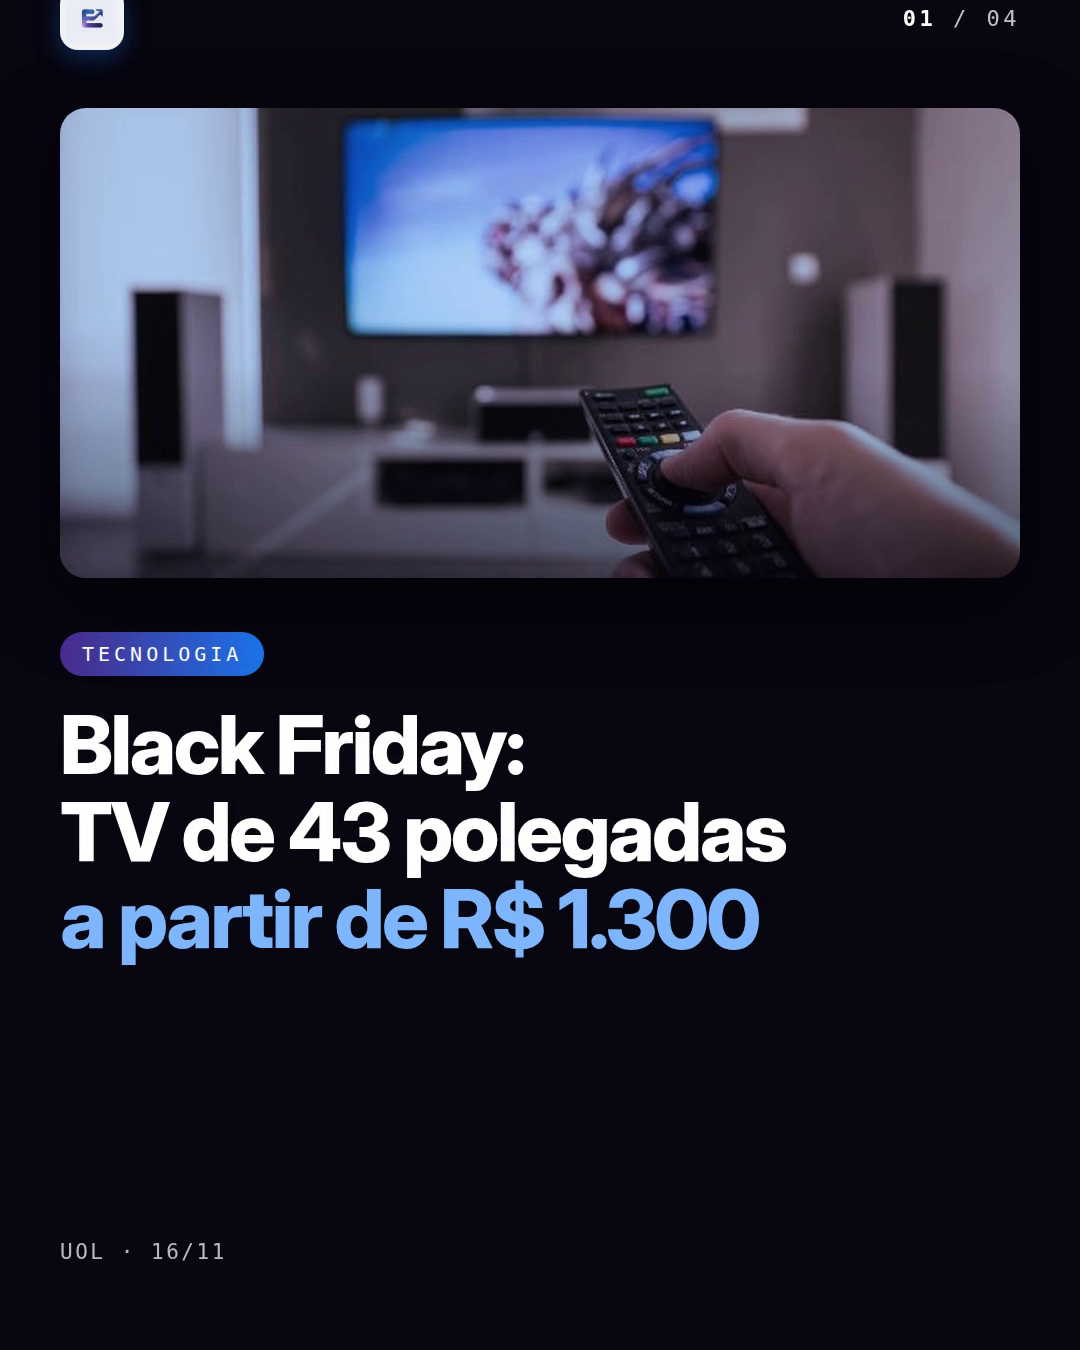 01 / 04
TECNOLOGIA
Black Friday:
TV de 43 polegadas
a partir de R$ 1.300
UOL · 16/11